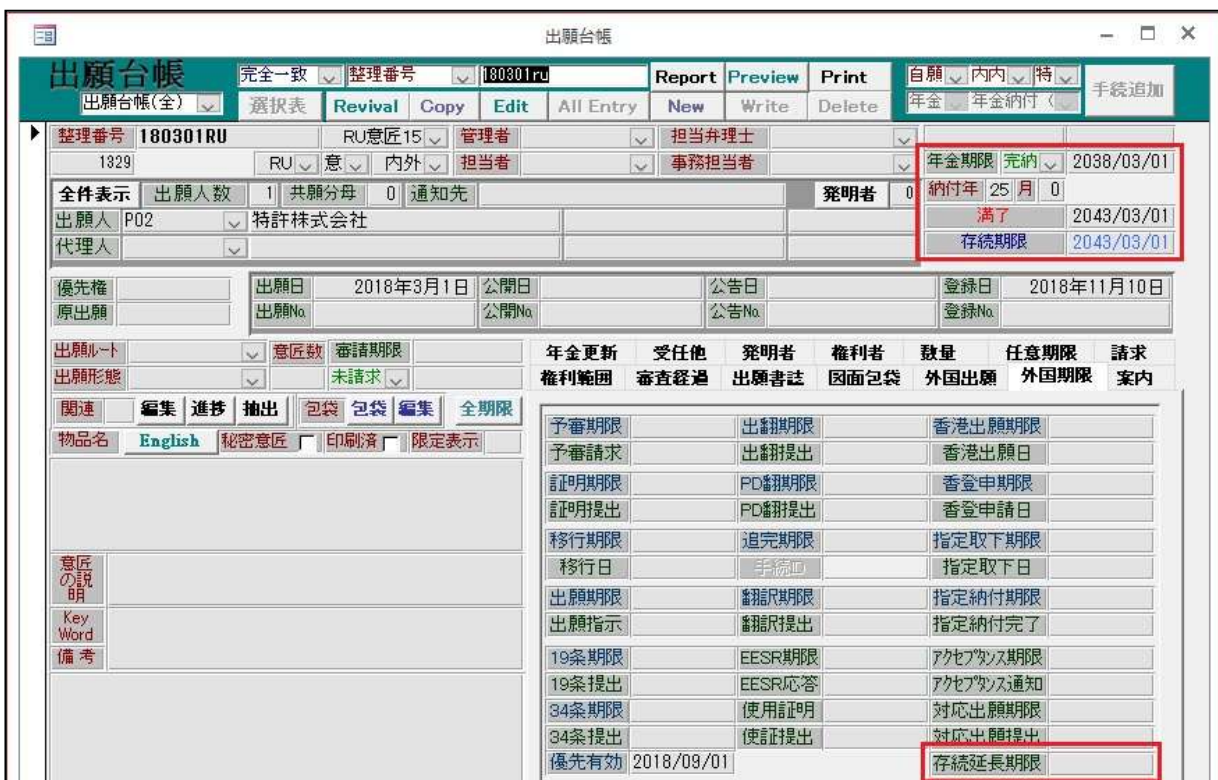 出願台帳
出願台帳 完全一致 整理番号 180301ru Report Preview Print 自願 内内 特 手続追加
出願台帳(全) 選択表 Revival Copy Edit All Entry New Write Delete 年金 年金納付 (
整理番号 180301RU RU意匠15 管理者 担当弁理士
1329 RU 意 内外 担当者 事務担当者 年金期限 完納 2038/03/01
全件表示 出願人数 1 共願分母 0 通知先 発明者 0 納付年 25 月 0
出願人 P02 特許株式会社 満了 2043/03/01
代理人 存続期限 2043/03/01
優先権 出願日 2018年3月1日 公開日 公告日 登録日 2018年11月10日
原出願 出願No. 公開No. 公告No. 登録No.
出願ルート 意匠数 審請期限 年金更新 受任他 発明者 権利者 数量 任意期限 請求
出願形態 未請求 権利範囲 審査経過 出願書誌 図面包袋 外国出願 外国期限 案内
関連 編集 進捗 抽出 包袋 包袋 編集 全期限
物品名 English 秘密意匠 印刷済 限定表示
予審期限 出翻期限 香港出願期限
予審請求 出翻提出 香港出願日
証明期限 PD翻期限 香登申期限
証明提出 PD翻提出 香登申請日
移行期限 追完期限 指定取下期限
意匠の説明 移行日 手続ID 指定取下日
出願期限 翻訳期限 指定納付期限
Key Word 出願指示 翻訳提出 指定納付完了
備考 19条期限 EESR期限 アクセプタンス期限
19条提出 EESR応答 アクセプタンス通知
34条期限 使用証明 対応出願期限
34条提出 使証提出 対応出願提出
優先有効 2018/09/01 存続延長期限